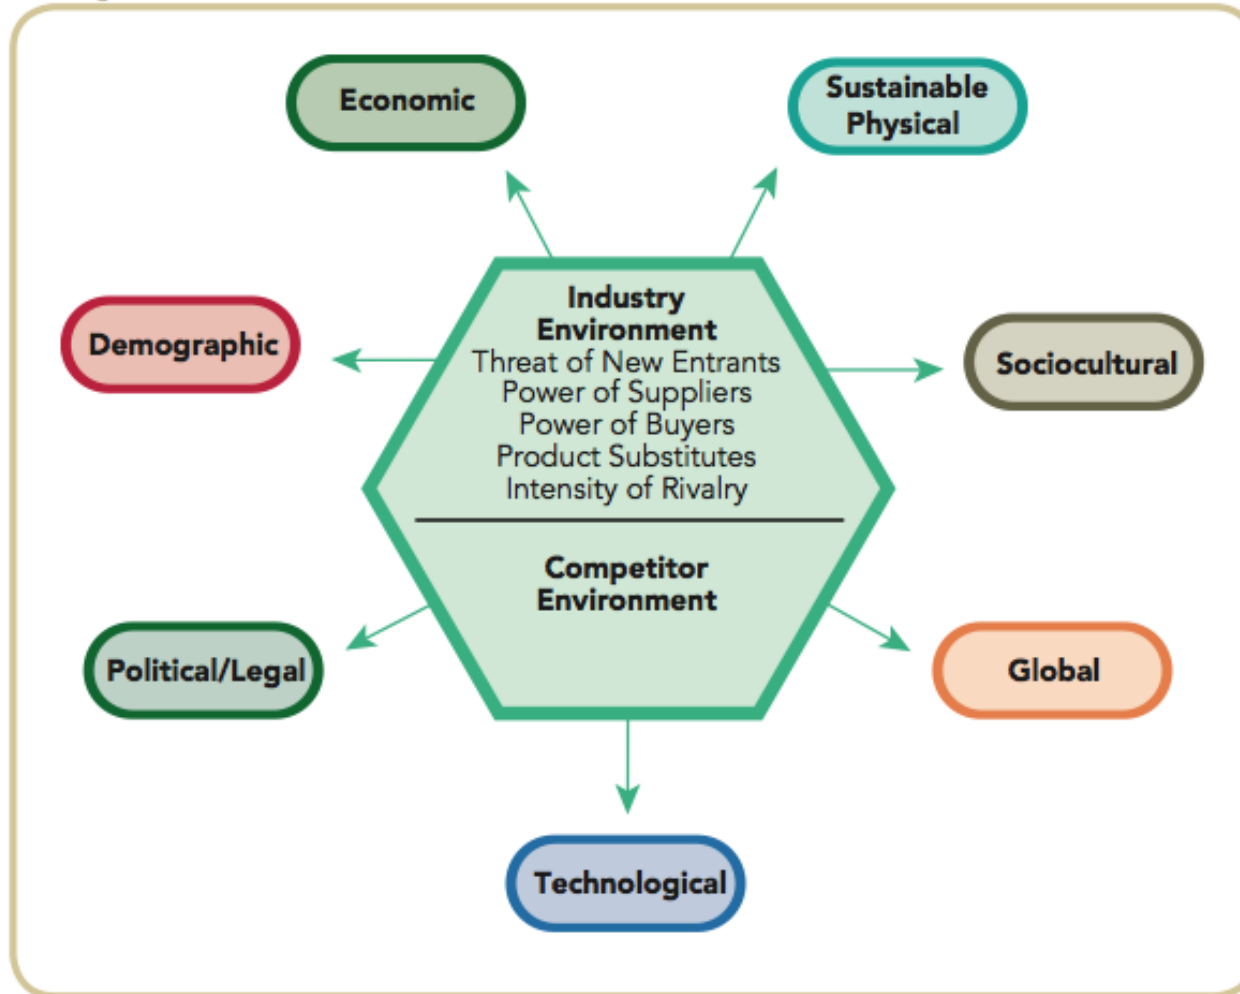 Economic
Sustainable
Physical
Demographic
Industry
Environment
Threat of New Entrants
Power of Suppliers
Power of Buyers
Product Substitutes
Intensity of Rivalry
Sociocultural
Competitor
Environment
Political/Legal
Global
Technological